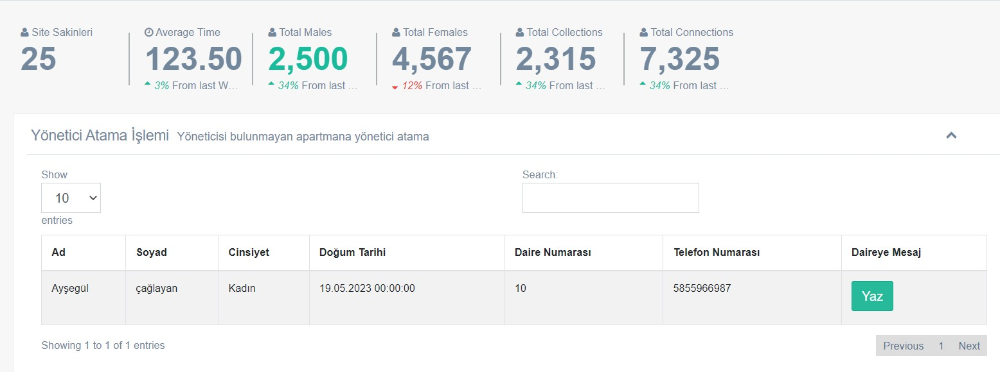 Site Sakinleri
25
Average Time
123.50
3% From last W...
Total Males
2,500
34% From last ...
Total Females
4,567
12% From last ...
Total Collections
2,315
34% From last ...
Total Connections
7,325
34% From last ...
Yönetici Atama İşlemi Yöneticisi bulunmayan apartmana yönetici atama
Show
10
entries
Search:
Ad Soyad Cinsiyet Doğum Tarihi Daire Numarası Telefon Numarası Daireye Mesaj
Ayşegül çağlayan Kadın 19.05.2023 00:00:00 10 5855966987 Yaz
Showing 1 to 1 of 1 entries
Previous 1 Next